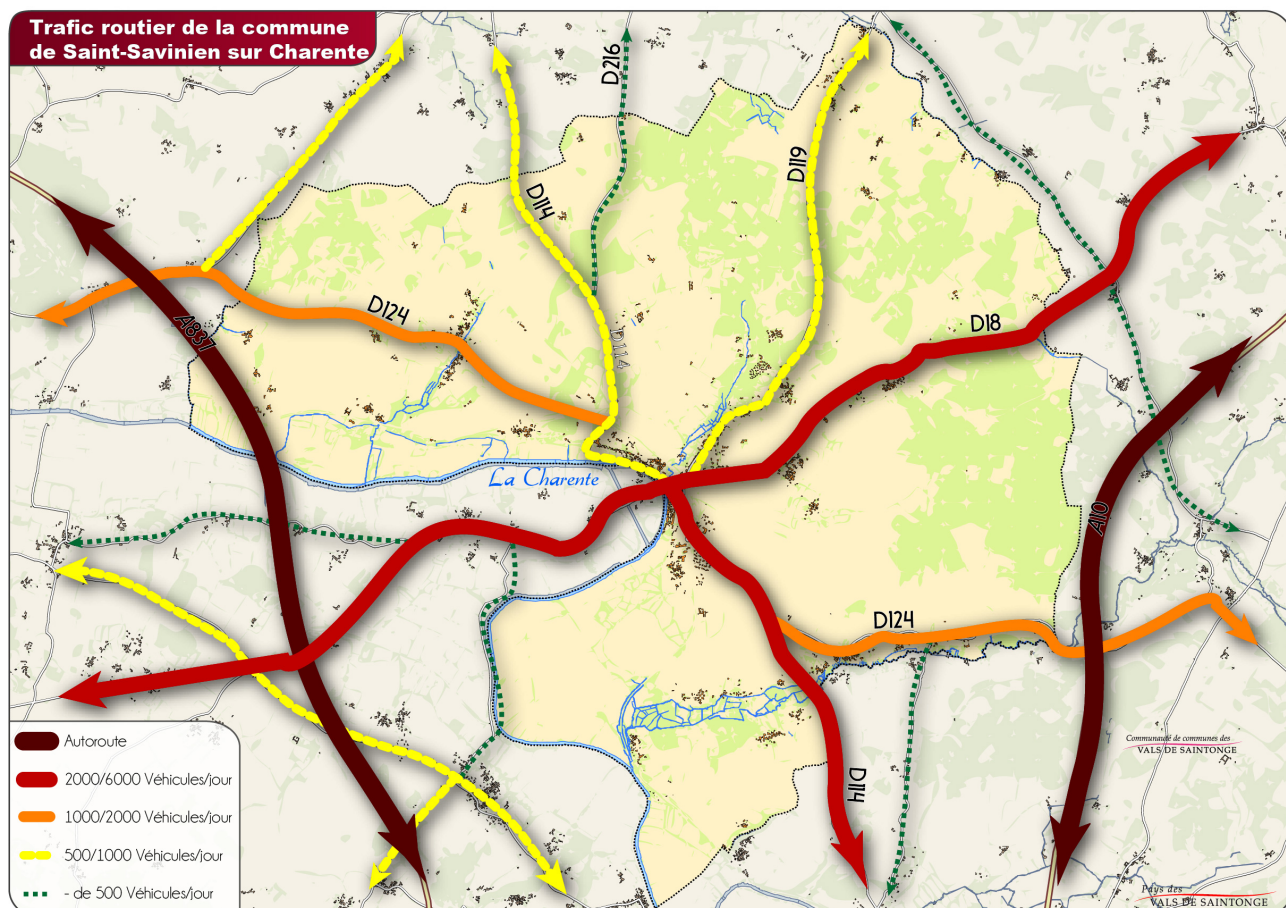 Trafic routier de la commune
de Saint-Savinien sur Charente
D216
D119
D114
D18
D124
A837
D114
La Charente
A10
D124
D114
Autoroute
2000/6000 Véhicules/jour
1000/2000 Véhicules/jour
500/1000 Véhicules/jour
- de 500 Véhicules/jour
Communauté de communes des
VALS DE SAINTONGE
Pays des
VALS DE SAINTONGE